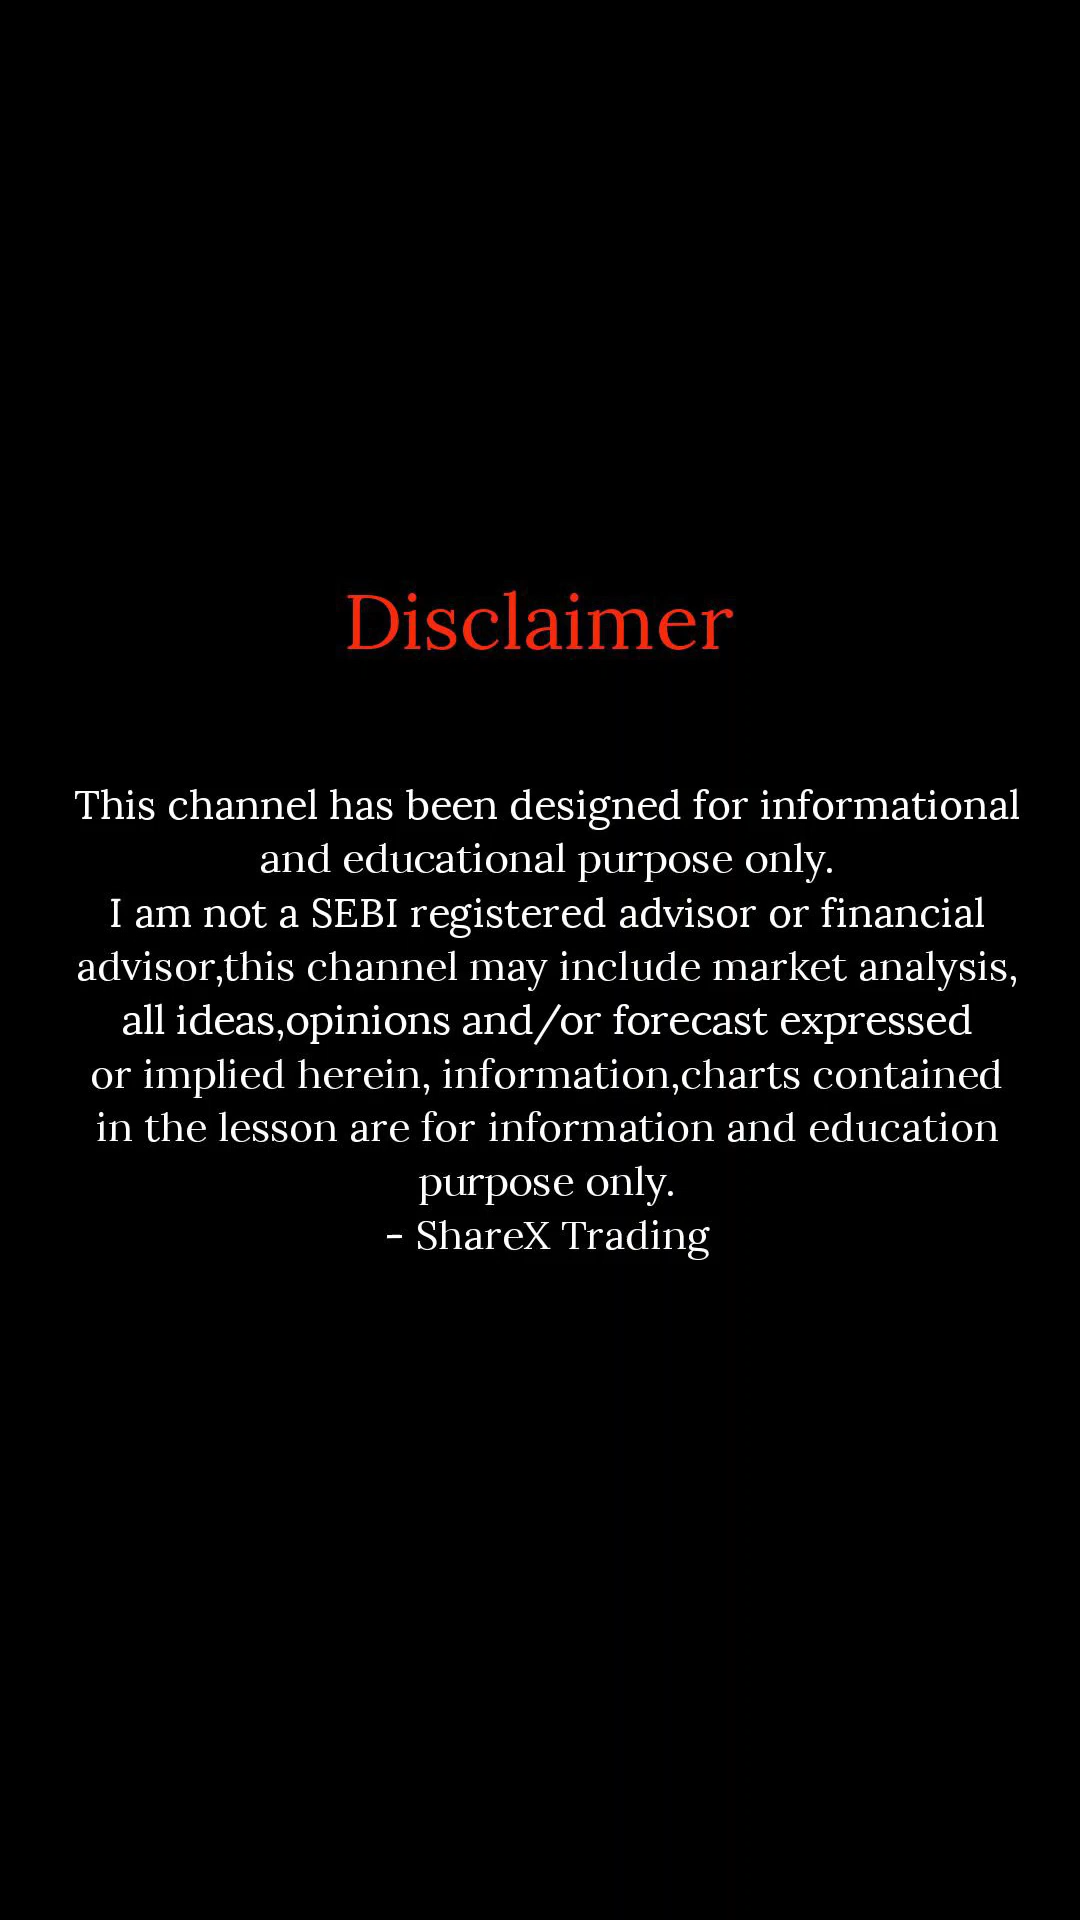 Disclaimer
This channel has been designed for informational
and educational purpose only.
I am not a SEBI registered advisor or financial
advisor,this channel may include market analysis,
all ideas,opinions and/or forecast expressed
or implied herein, information,charts contained
in the lesson are for information and education
purpose only.
- ShareX Trading